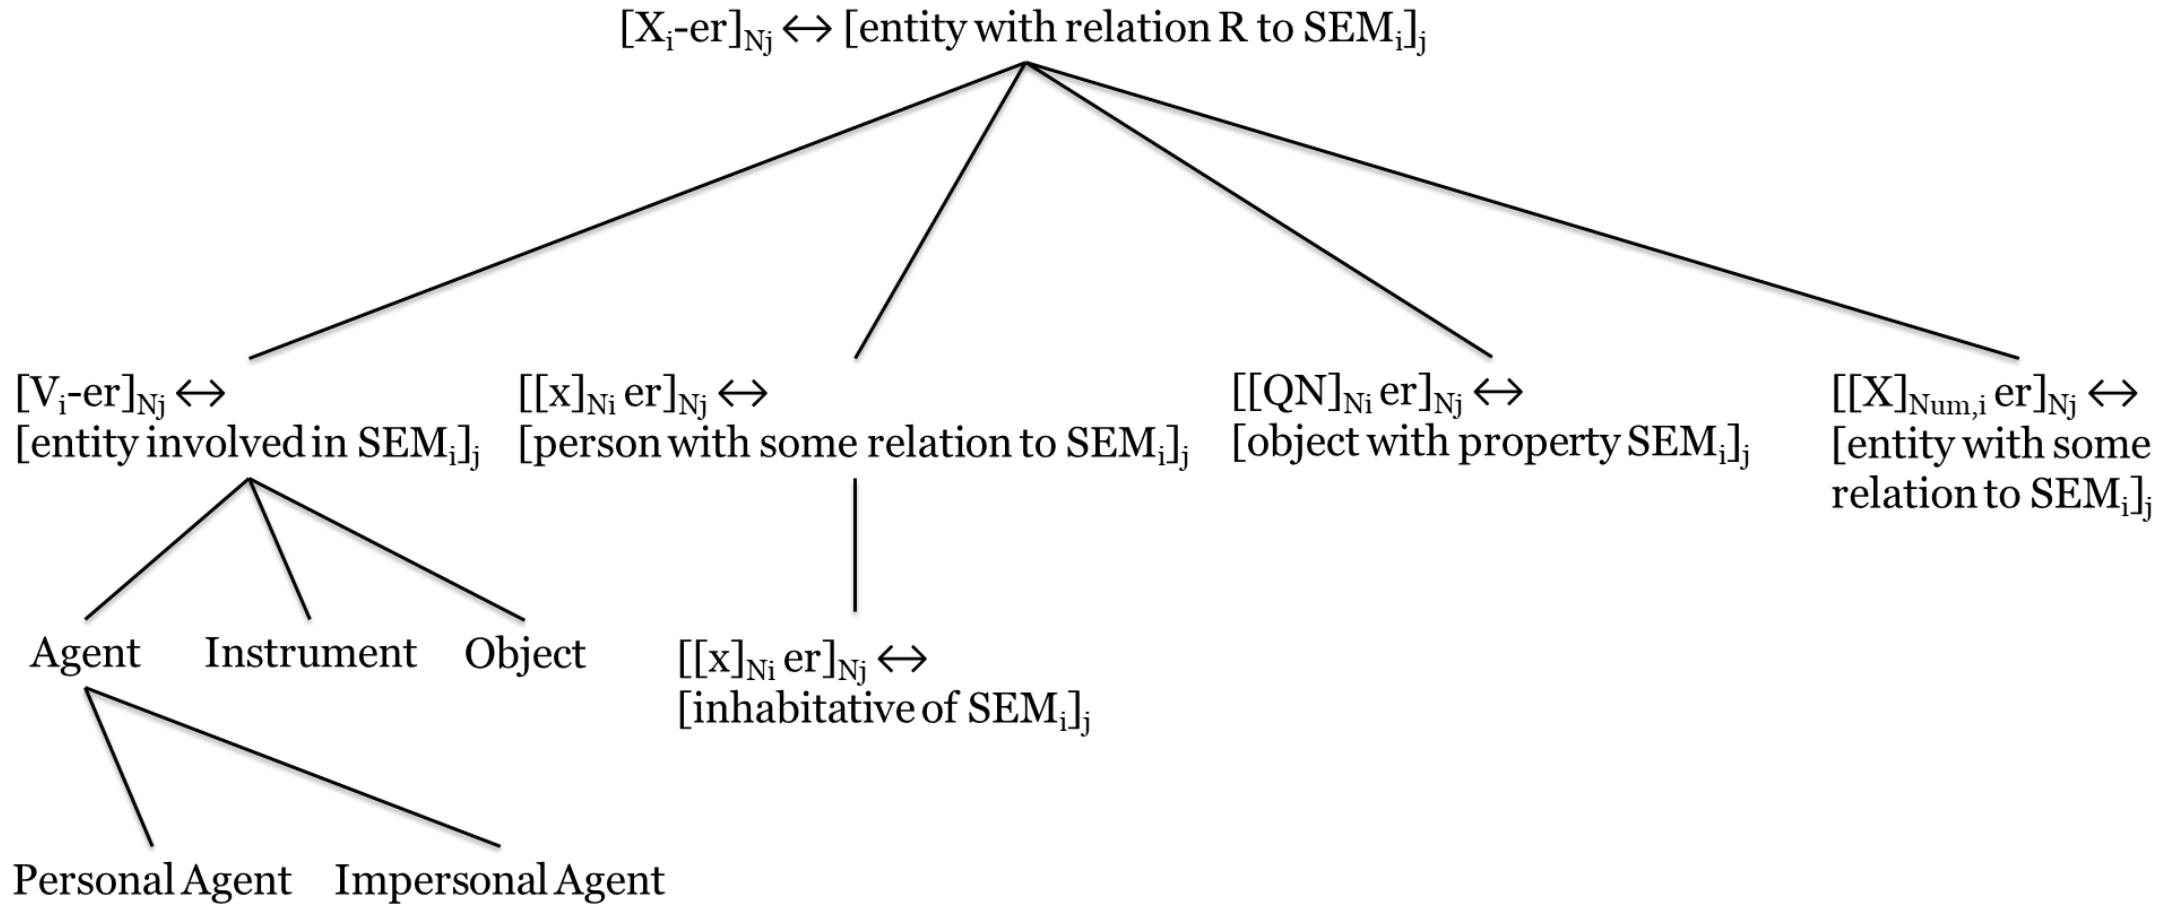 [Xᵢ-er]Nj ↔ [entity with relation R to SEMᵢ]ⱼ
[Vᵢ-er]Nj ↔
[entity involved in SEMᵢ]ⱼ
[[x]Ni er]Nj ↔
[person with some relation to SEMᵢ]ⱼ
[[QN]Ni er]Nj ↔
[object with property SEMᵢ]ⱼ
[[X]Num,i er]Nj ↔
[entity with some
relation to SEMᵢ]ⱼ
Agent
Instrument
Object
[[x]Ni er]Nj ↔
[inhabitative of SEMᵢ]ⱼ
Personal Agent
Impersonal Agent